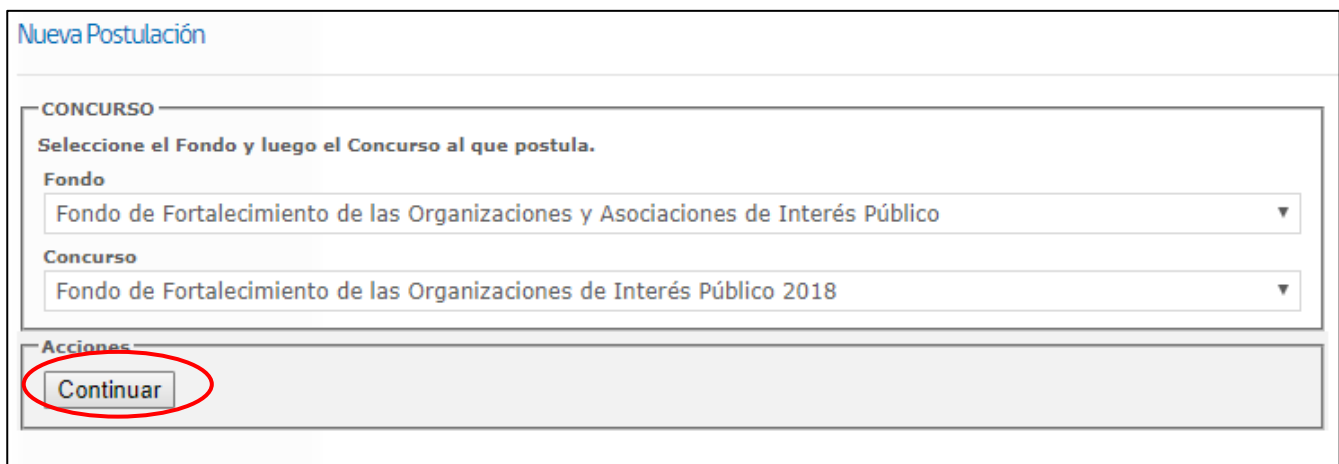 Nueva Postulación
CONCURSO
Seleccione el Fondo y luego el Concurso al que postula.
Fondo
Fondo de Fortalecimiento de las Organizaciones y Asociaciones de Interés Público
Concurso
Fondo de Fortalecimiento de las Organizaciones de Interés Público 2018
Acciones
Continuar